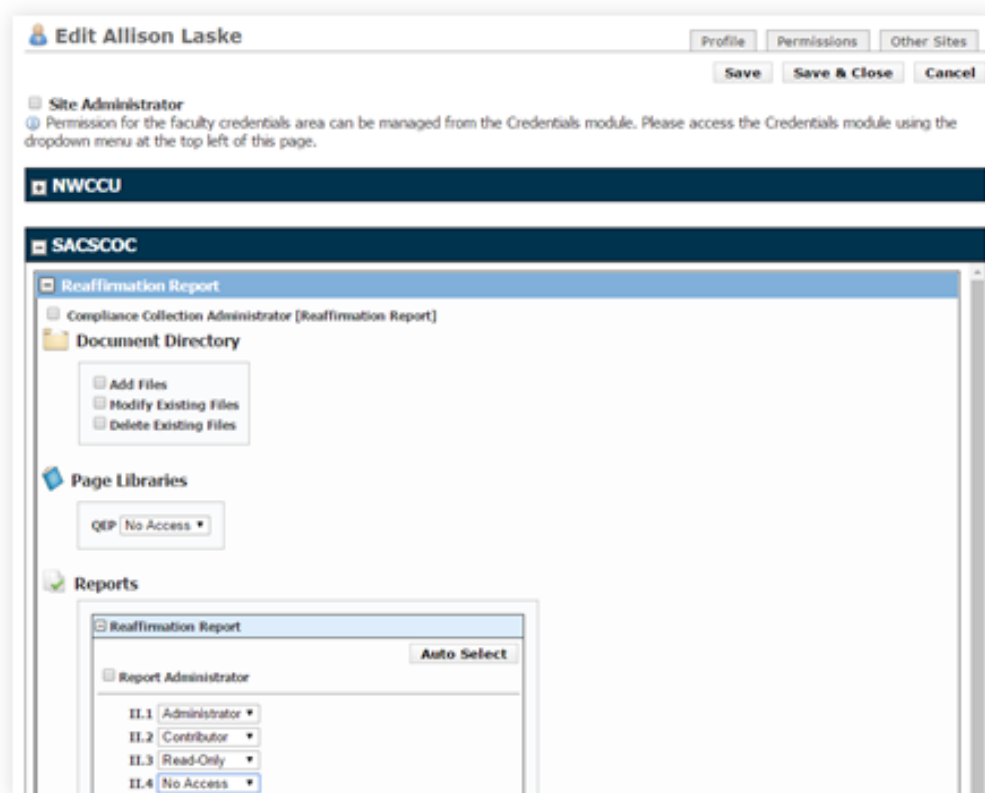 Edit Allison Laske
Profile Permissions Other Sites
Save Save & Close Cancel
Site Administrator
Permission for the faculty credentials area can be managed from the Credentials module. Please access the Credentials module using the
dropdown menu at the top left of this page.
NWCCU
SACSCOC
Reaffirmation Report
Compliance Collection Administrator [Reaffirmation Report]
Document Directory
Add Files
Modify Existing Files
Delete Existing Files
Page Libraries
QEP No Access
Reports
Reaffirmation Report
Auto Select
Report Administrator
II.1 Administrator
II.2 Contributor
II.3 Read-Only
II.4 No Access